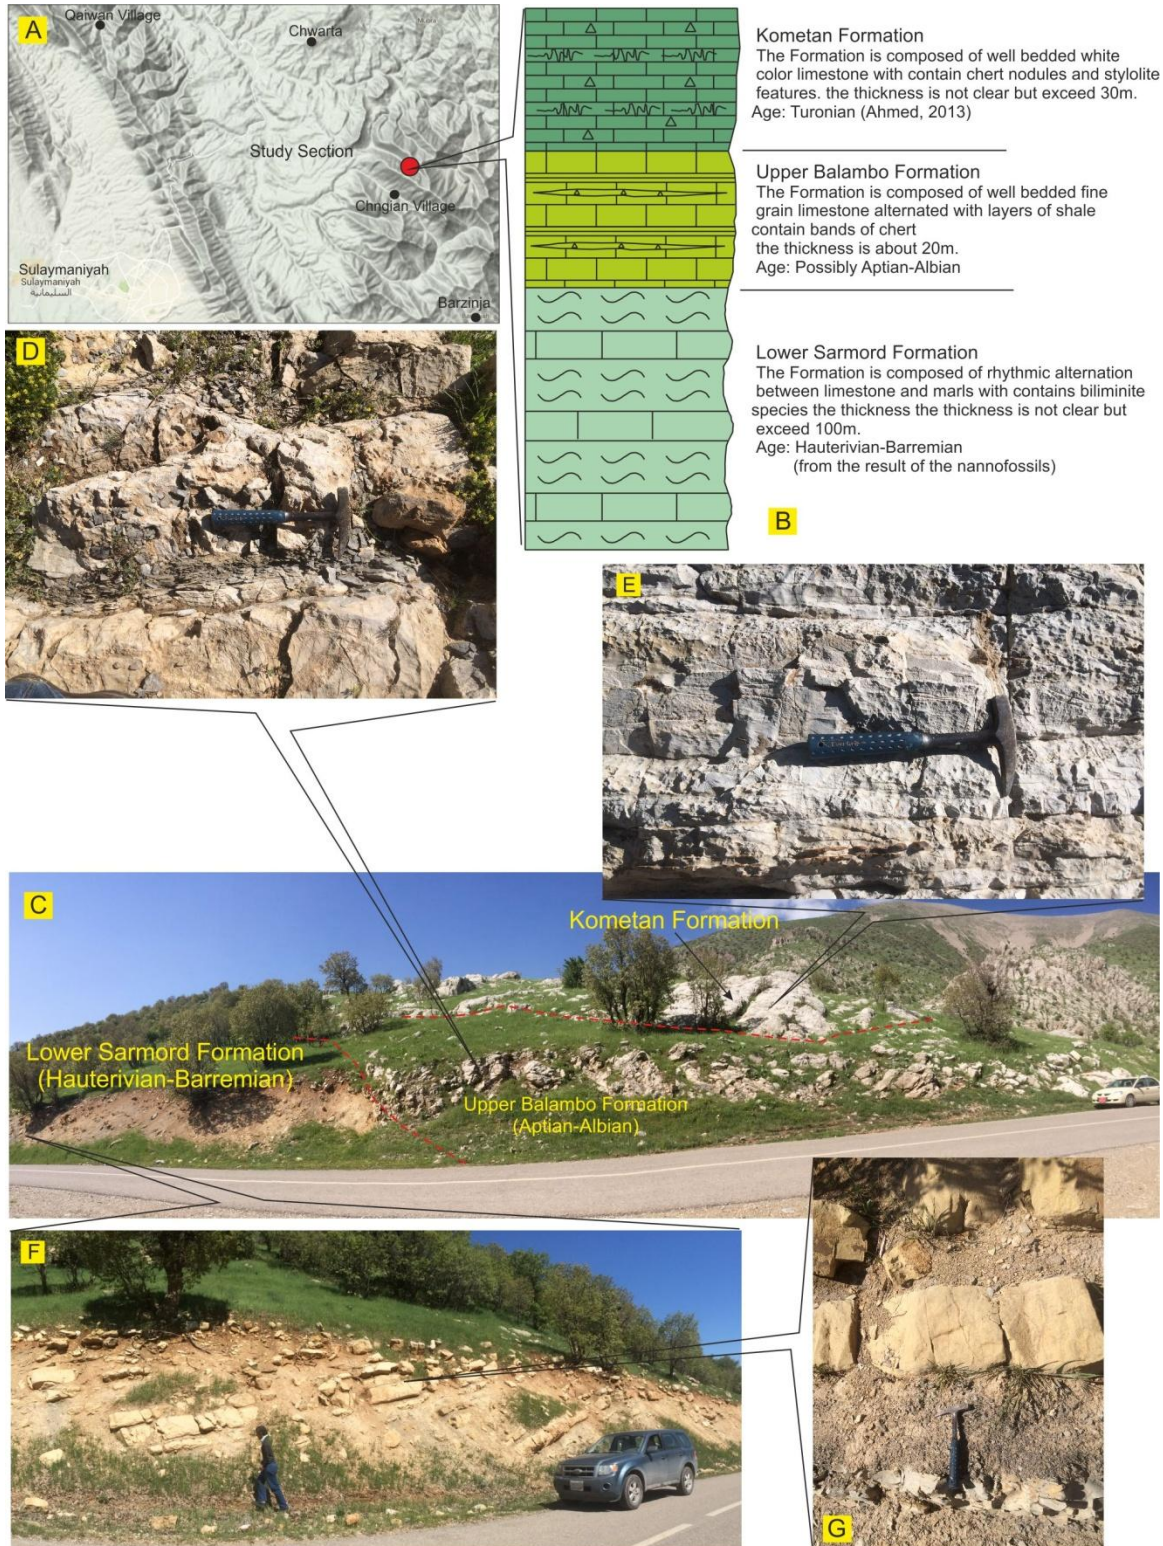 A
Qaiwan Village
Chwarta
Study Section
Chngian Village
Sulaymaniyah
Sulaymaniyah
السليمانية
Barzinja
Kometan Formation
The Formation is composed of well bedded white
color limestone with contain chert nodules and stylolite
features. the thickness is not clear but exceed 30m.
Age: Turonian (Ahmed, 2013)
Upper Balambo Formation
The Formation is composed of well bedded fine
grain limestone alternated with layers of shale
contain bands of chert
the thickness is about 20m.
Age: Possibly Aptian-Albian
Lower Sarmord Formation
The Formation is composed of rhythmic alternation
between limestone and marls with contains biliminite
species the thickness the thickness is not clear but
exceed 100m.
Age: Hauterivian-Barremian
(from the result of the nannofossils)
B
D
E
C
Kometan Formation
Lower Sarmord Formation
(Hauterivian-Barremian)
Upper Balambo Formation
(Aptian-Albian)
F
G